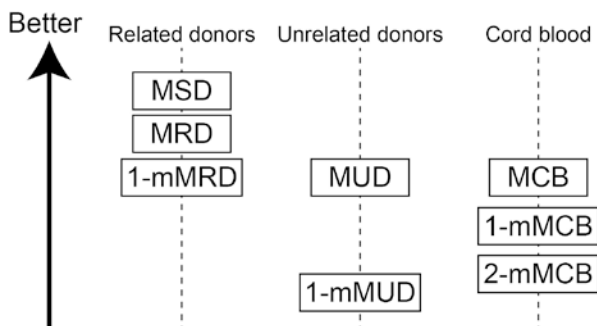 Better
Related donors Unrelated donors Cord blood
MSD
MRD
1-mMRD MUD MCB
1-mMCB
2-mMCB
1-mMUD